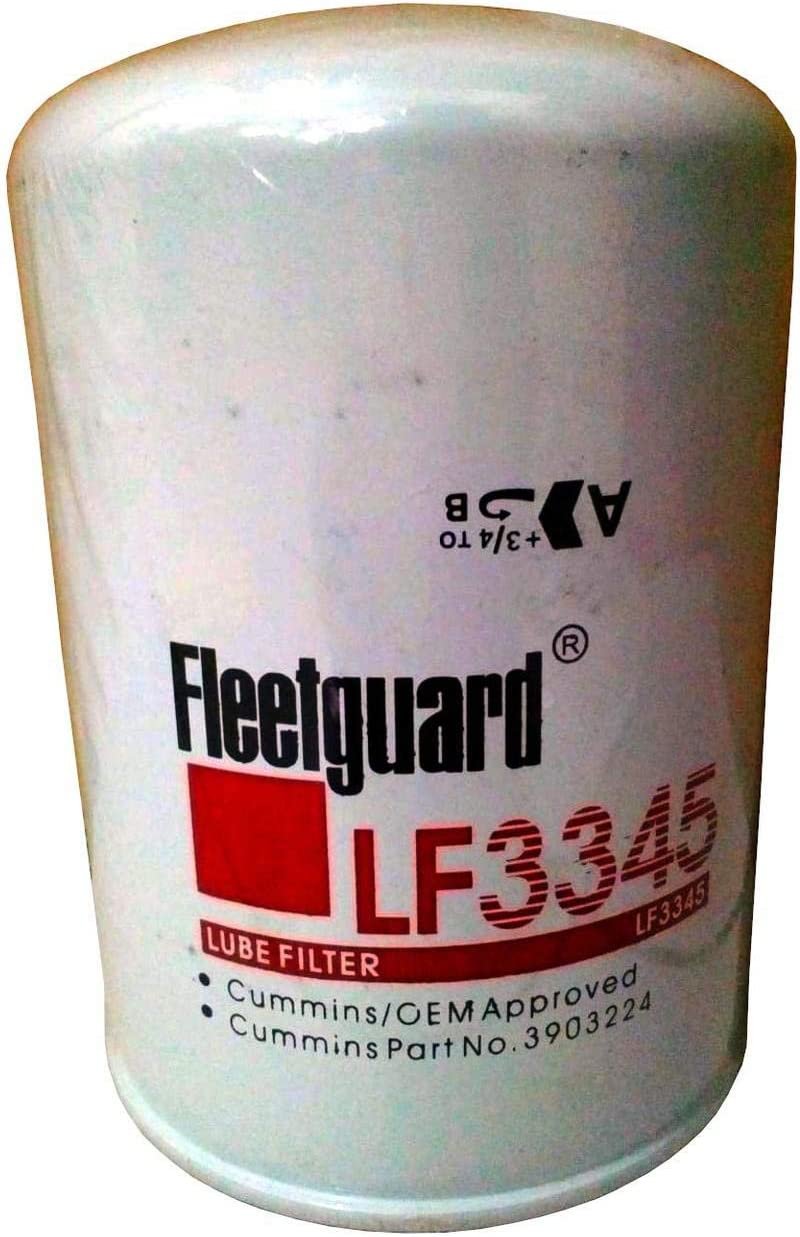 A B
+3/4 TO
Fleetguard®
LF3345
LUBE FILTER LF3345
• Cummins/OEM Approved
• Cummins Part No. 3903224